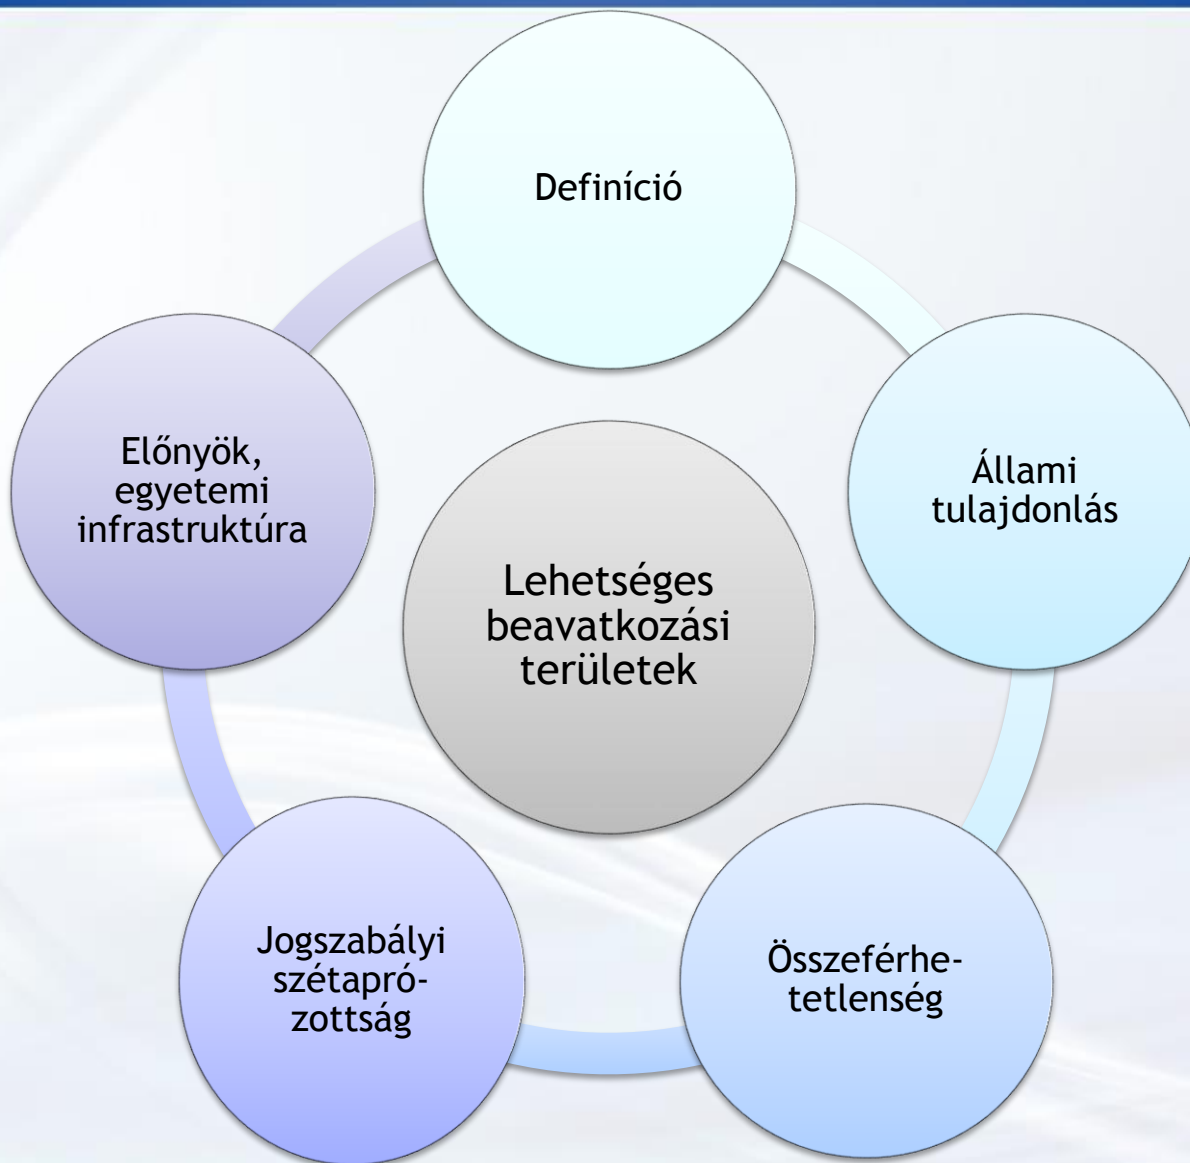 Definíció
Előnyök,
egyetemi
infrastruktúra
Állami
tulajdonlás
Lehetséges
beavatkozási
területek
Jogszabályi
szétapró-
zottság
Összeférhe-
tetlenség